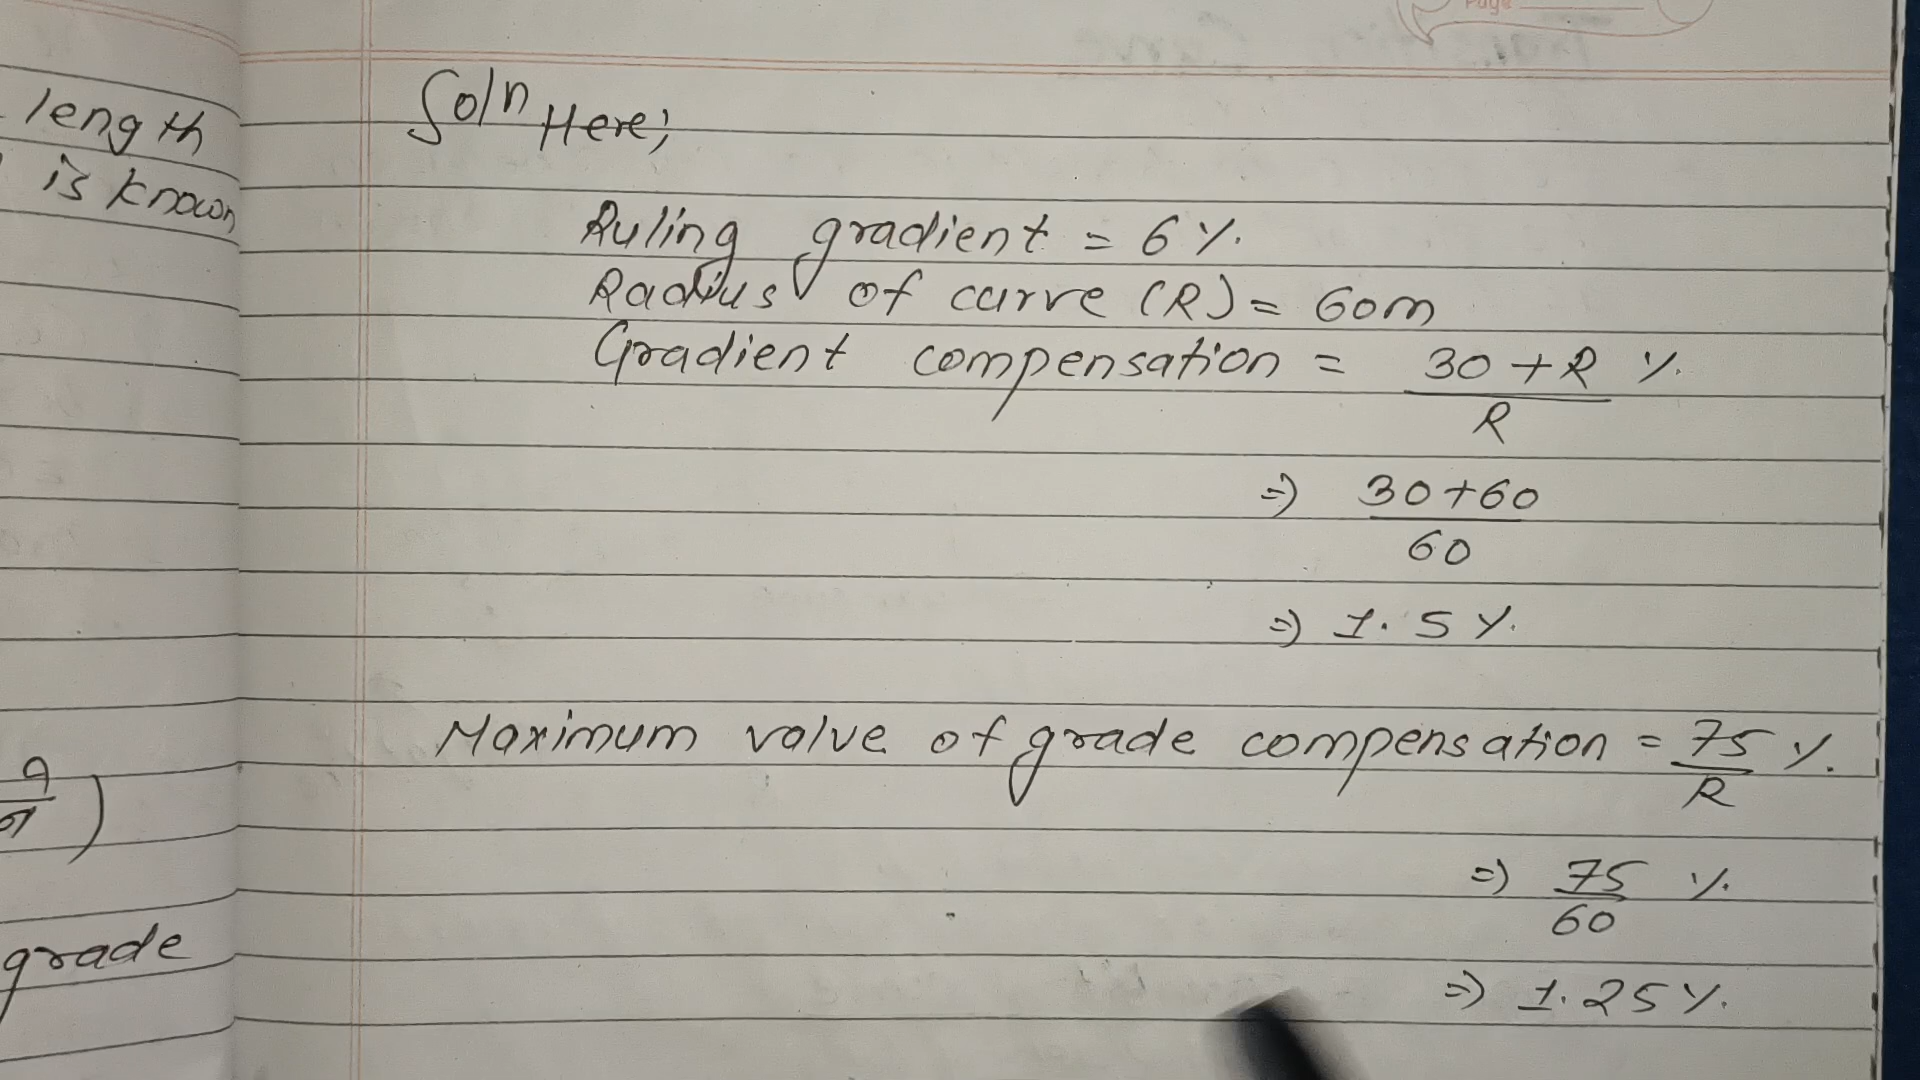 length
is known
π
grade
Page
Soln Here;
Ruling gradient = 6%.
Radius of curve (R) = 60m
Gradient compensation = 30 + R %.
R
=) 30+60
60
=) 1.5%.
Maximum value of grade compensation = 75 %.
R
=) 75 %.
60
=) 1.25%.